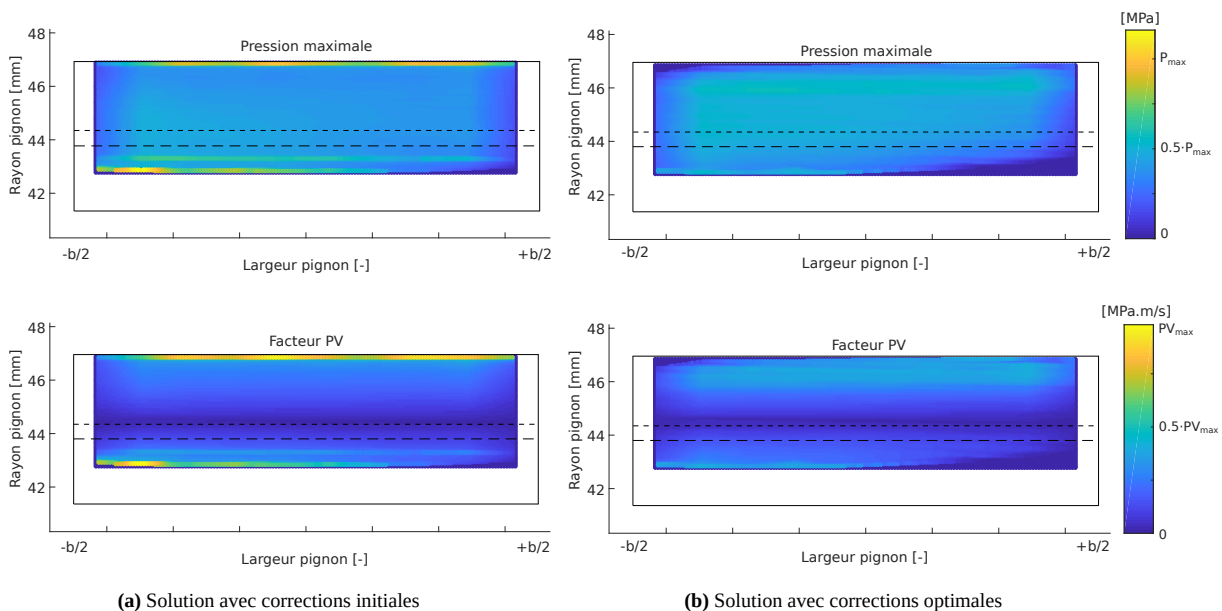 Pression maximale
48
46
44
42
Rayon pignon [mm]
-b/2
+b/2
Largeur pignon [-]
Pression maximale
48
46
44
42
Rayon pignon [mm]
-b/2
+b/2
Largeur pignon [-]
[MPa]
Pmax
0.5·Pmax
0
Facteur PV
48
46
44
42
Rayon pignon [mm]
-b/2
+b/2
Largeur pignon [-]
Facteur PV
48
46
44
42
Rayon pignon [mm]
-b/2
+b/2
Largeur pignon [-]
[MPa.m/s]
PVmax
0.5·PVmax
0
(a) Solution avec corrections initiales
(b) Solution avec corrections optimales